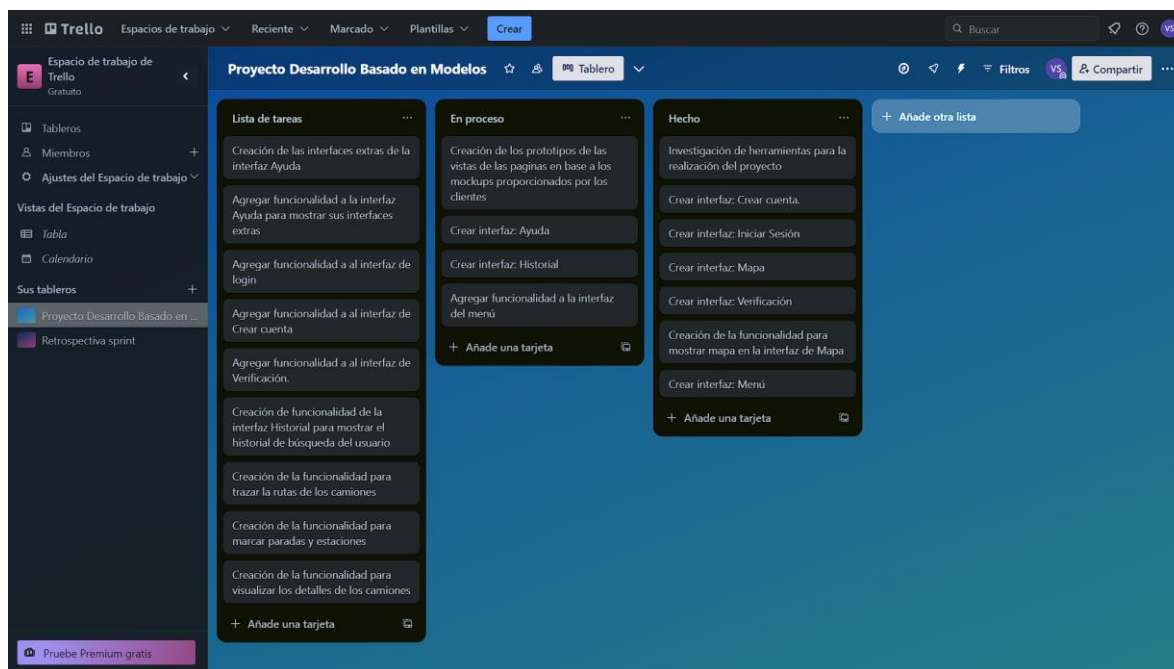 Trello
Espacios de trabajo
Reciente
Marcado
Plantillas
Crear
Buscar
VS
E
Espacio de trabajo de
Trello
Gratuito
Tableros
Miembros
Ajustes del Espacio de trabajo
Vistas del Espacio de trabajo
Tabla
Calendario
Sus tableros
Proyecto Desarrollo Basado en ...
Retrospectiva sprint
Pruebe Premium gratis
Proyecto Desarrollo Basado en Modelos
Tablero
Filtros
VS
Compartir
Lista de tareas
Creación de las interfaces extras de la
interfaz Ayuda
Agregar funcionalidad a la interfaz
Ayuda para mostrar sus interfaces
extras
Agregar funcionalidad a al interfaz de
login
Agregar funcionalidad a al interfaz de
Crear cuenta
Agregar funcionalidad a al interfaz de
Verificación.
Creación de funcionalidad de la
interfaz Historial para mostrar el
historial de búsqueda del usuario
Creación de la funcionalidad para
trazar la rutas de los camiones
Creación de la funcionalidad para
marcar paradas y estaciones
Creación de la funcionalidad para
visualizar los detalles de los camiones
+ Añade una tarjeta
En proceso
Creación de los prototipos de las
vistas de las paginas en base a los
mockups proporcionados por los
clientes
Crear interfaz: Ayuda
Crear interfaz: Historial
Agregar funcionalidad a la interfaz
del menú
+ Añade una tarjeta
Hecho
Investigación de herramientas para la
realización del proyecto
Crear interfaz: Crear cuenta.
Crear interfaz: Iniciar Sesión
Crear interfaz: Mapa
Crear interfaz: Verificación
Creación de la funcionalidad para
mostrar mapa en la interfaz de Mapa
Crear interfaz: Menú
+ Añade una tarjeta
+ Añade otra lista